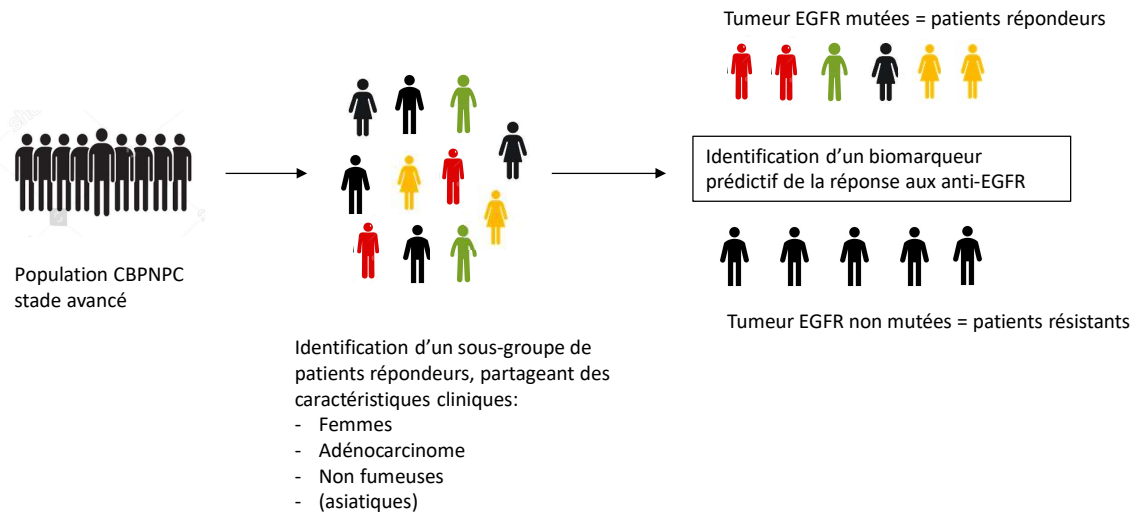 Tumeur EGFR mutées = patients répondeurs
Identification d’un biomarqueur
prédictif de la réponse aux anti-EGFR
Population CBPNPC
stade avancé
Tumeur EGFR non mutées = patients résistants
Identification d’un sous-groupe de
patients répondeurs, partageant des
caractéristiques cliniques:
- Femmes
- Adénocarcinome
- Non fumeuses
- (asiatiques)